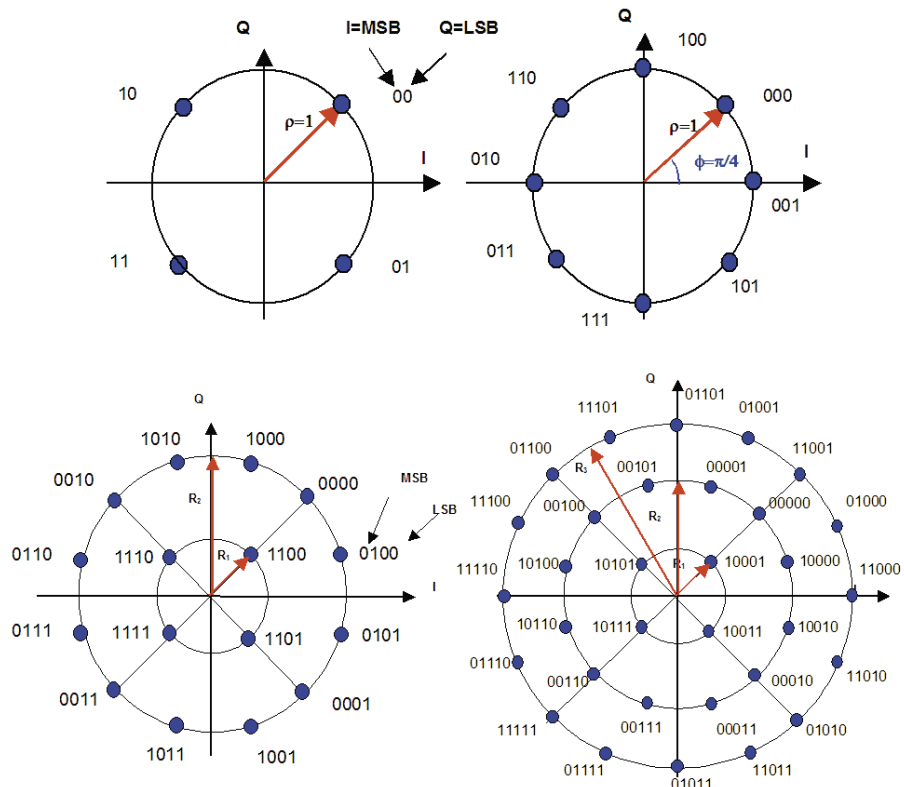 Q I=MSB Q=LSB
10 00
ρ=1
I
11 01
Q 100
110 000
ρ=1
ϕ=π/4
I
010 001
011 101
111
Q
1010 1000
0010 0000
MSB
R₂
LSB
0110 1110 R₁ 1100 0100
I
0111 1111 1101 0101
0011 0001
1011 1001
Q
11101 01101 01001
01100 11001
R₃
00101 00001
11100 00100 00000 01000
R₂
10100 10101 R₁ 10001 10000
11110 11000
I
10110 10111 10011 10010
01110 00110 00010 11010
11111 00111 00011 01010
01111 01011 11011